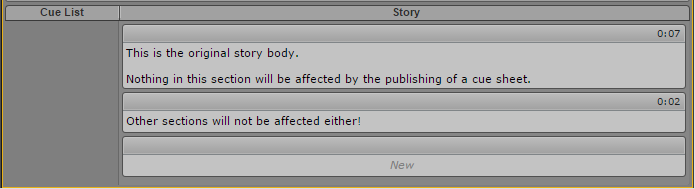 Cue List
Story
0:07
This is the original story body.
Nothing in this section will be affected by the publishing of a cue sheet.
0:02
Other sections will not be affected either!
New